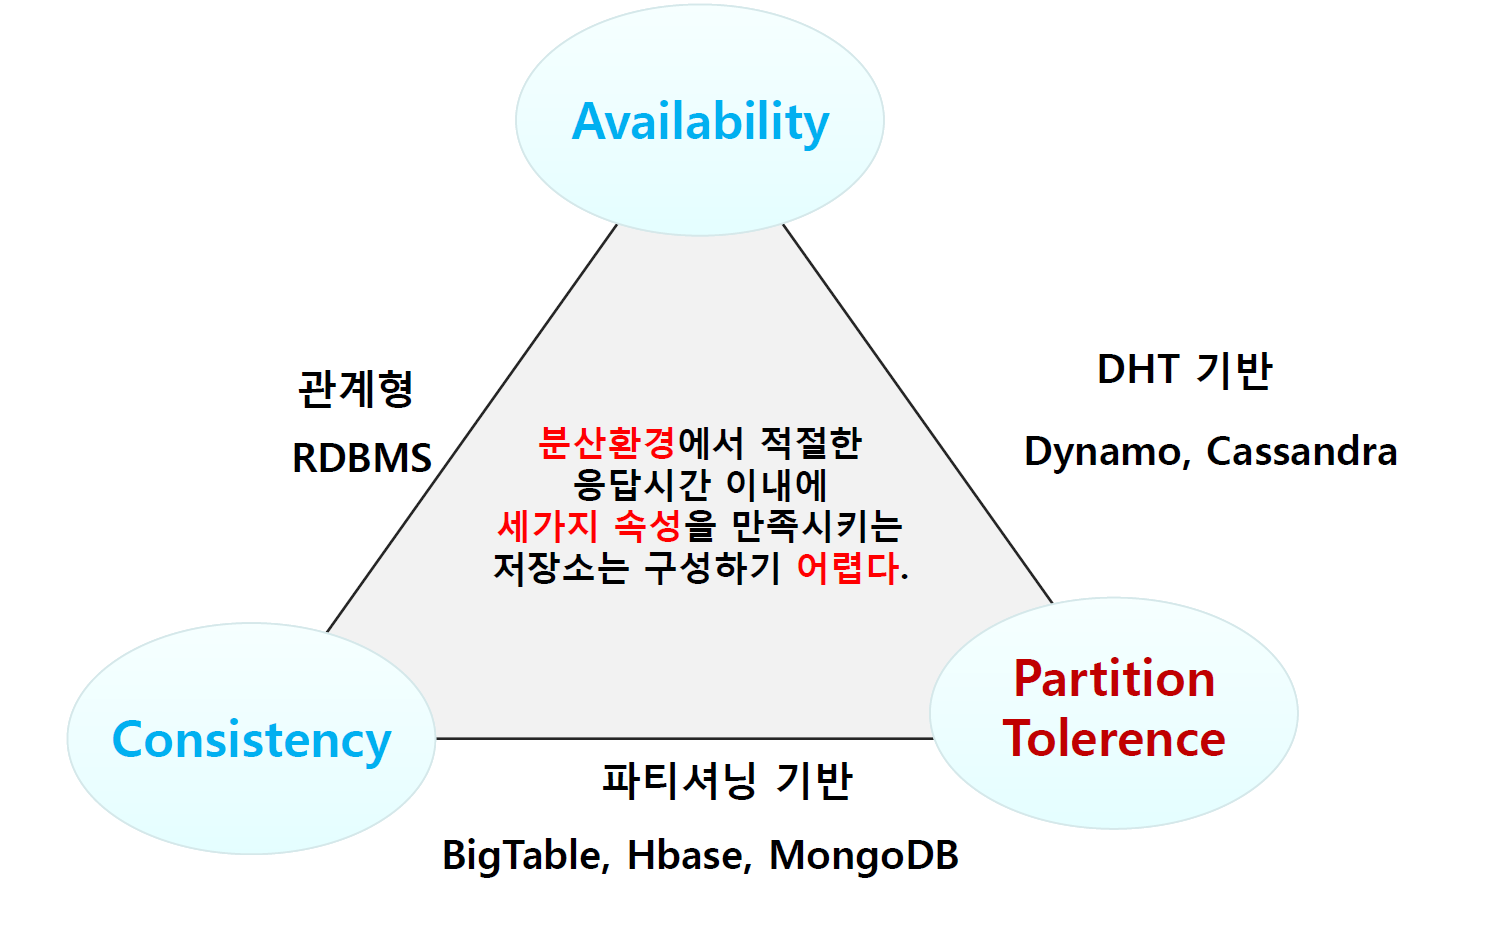 Availability
관계형
RDBMS
DHT 기반
Dynamo, Cassandra
분산환경에서 적절한
응답시간 이내에
세가지 속성을 만족시키는
저장소는 구성하기 어렵다.
Consistency
Partition
Tolerence
파티셔닝 기반
BigTable, Hbase, MongoDB